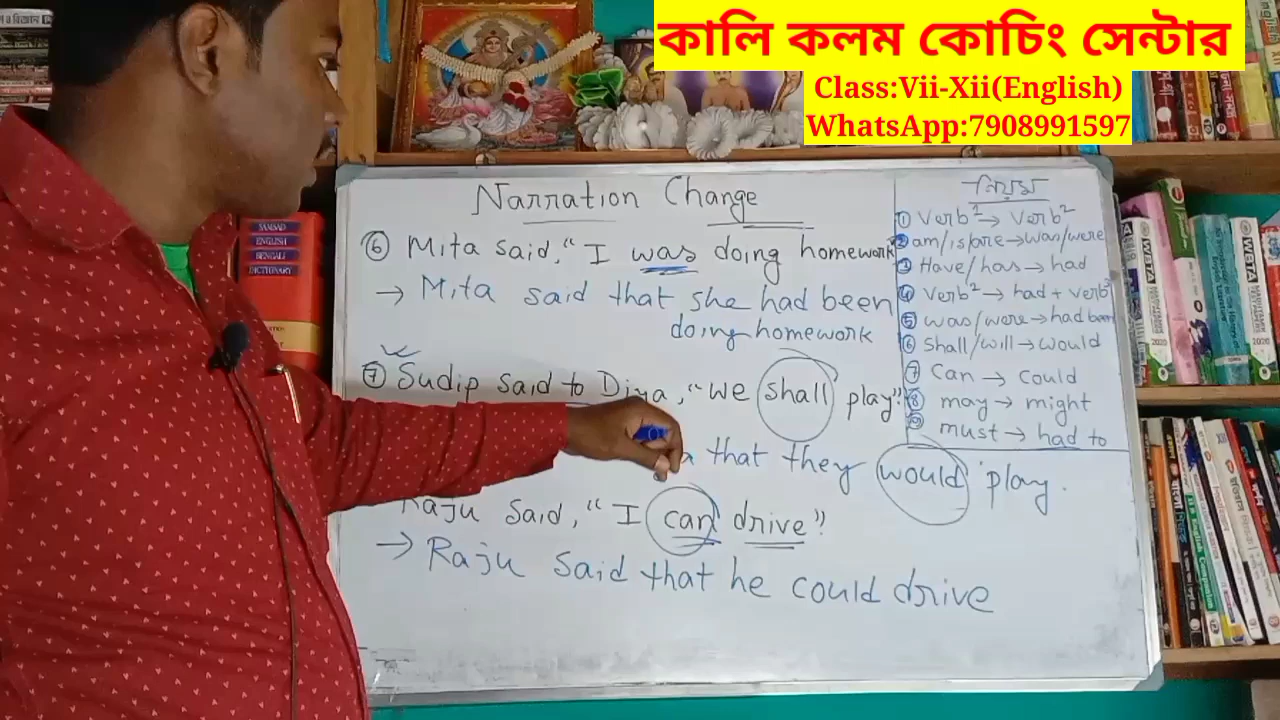 কালি কলম কোচিং সেন্টার
Class:Vii-Xii(English)
WhatsApp:7908991597
Narration Change
⑥ Mita said, “I was doing homework”
→ Mita said that she had been
doing homework
⑦ Sudip said to Diya, “We shall play”
that they would play.
Raju said, “I can drive”
→ Raju said that he could drive
নিয়ম
① Verb¹ → Verb²
② am/is/are → was/were
③ Have/has → had
④ Verb² → had + verb³
⑤ was/were → had been
⑥ Shall/will → would
⑦ Can → could
⑧ may → might
⑨ must → had to
SAMSAD
ENGLISH
BENGALI
DICTIONARY